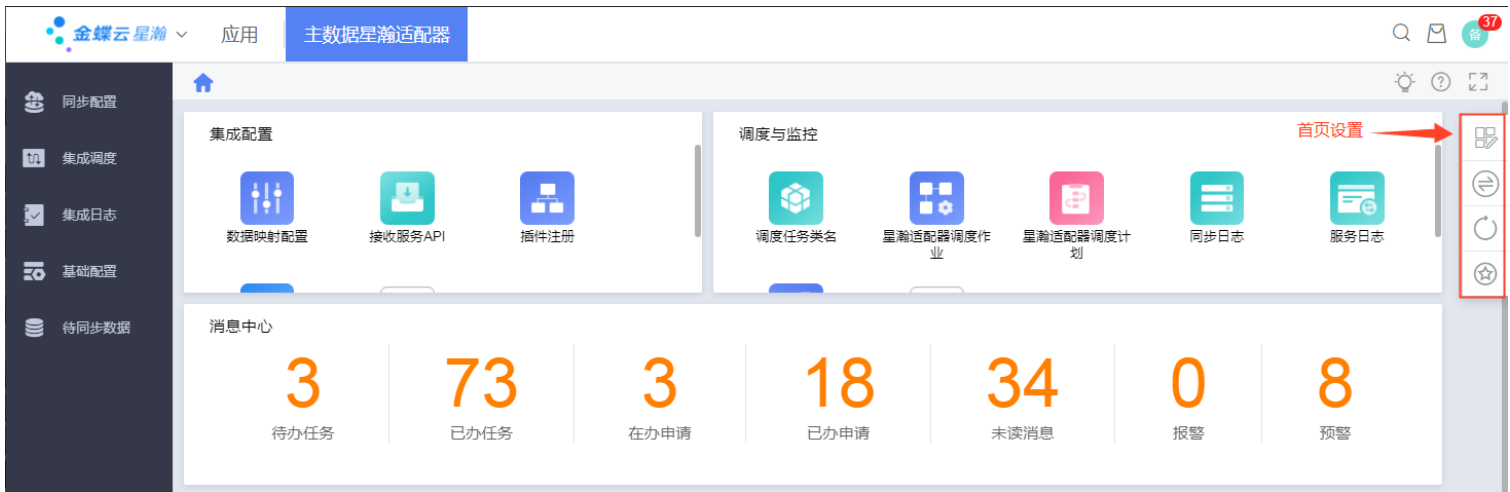 金蝶云星瀚 应用 主数据星瀚适配器 备 37
同步配置
集成调度
集成日志
基础配置
待同步数据
集成配置
数据映射配置 接收服务API 插件注册
调度与监控
首页设置
调度任务类名 星瀚适配器调度作业 星瀚适配器调度计划 同步日志 服务日志
消息中心
3 73 3 18 34 0 8
待办任务 已办任务 在办申请 已办申请 未读消息 报警 预警